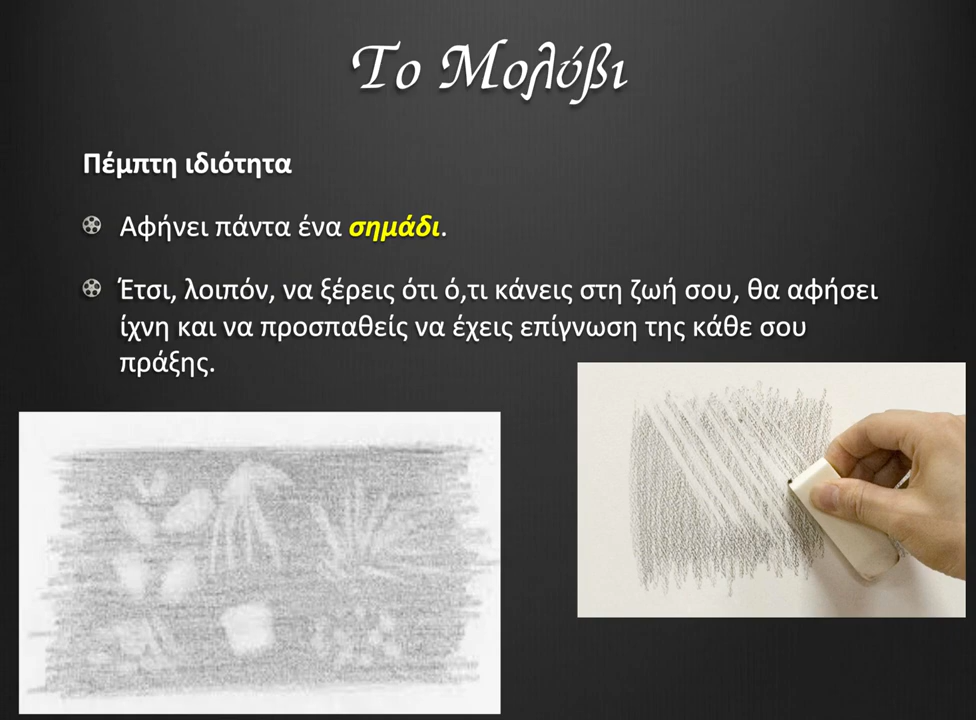 Το Μολύβι
Πέμπτη ιδιότητα
Αφήνει πάντα ένα σημάδι.
Έτσι, λοιπόν, να ξέρεις ότι ό,τι κάνεις στη ζωή σου, θα αφήσει
ίχνη και να προσπαθείς να έχεις επίγνωση της κάθε σου
πράξης.